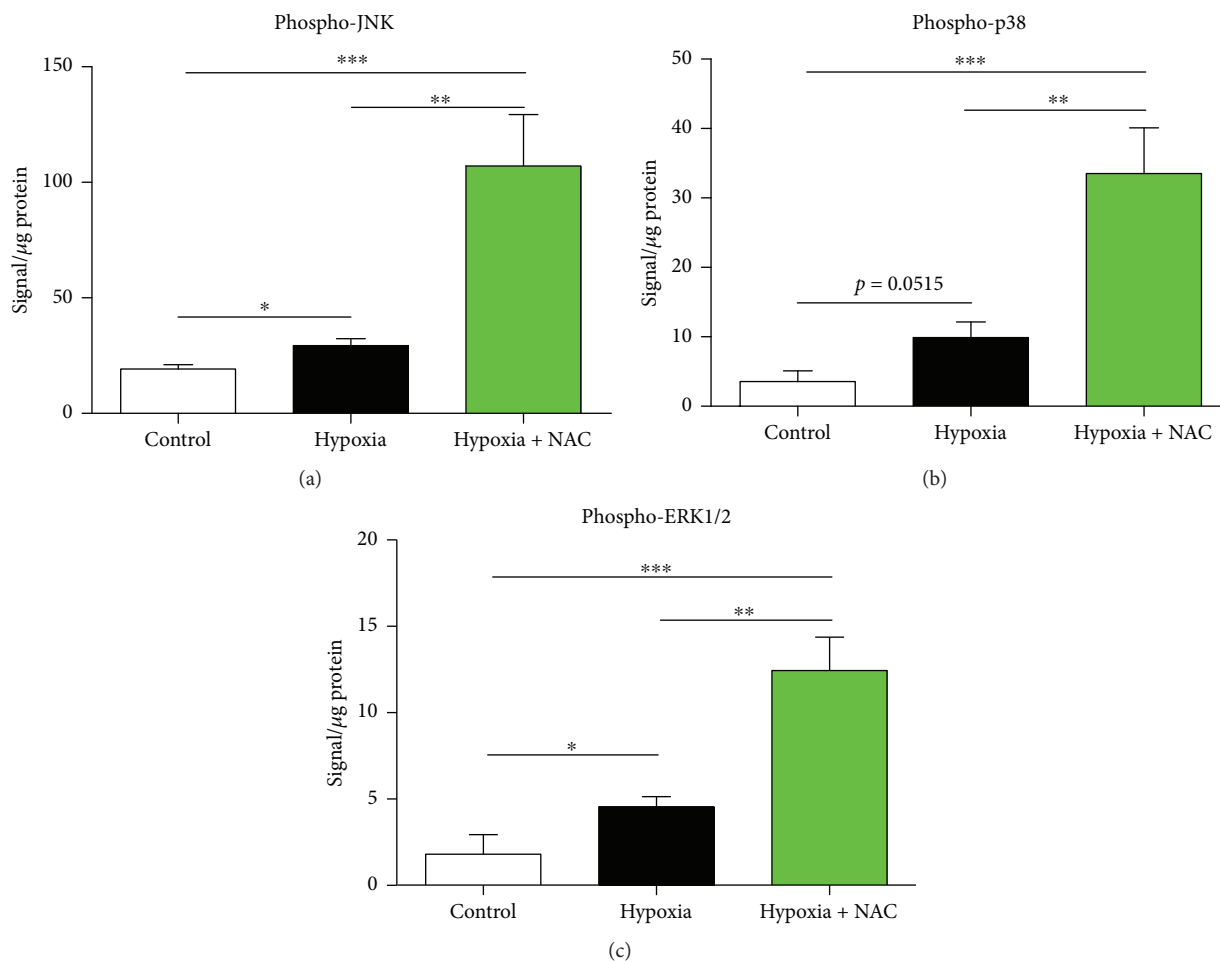 Phospho-JNK
150
100
50
0
Signal/μg protein
***
**
*
Control
Hypoxia
Hypoxia + NAC
(a)
Phospho-p38
50
40
30
20
10
0
Signal/μg protein
***
**
p = 0.0515
Control
Hypoxia
Hypoxia + NAC
(b)
Phospho-ERK1/2
20
15
10
5
0
Signal/μg protein
***
**
*
Control
Hypoxia
Hypoxia + NAC
(c)